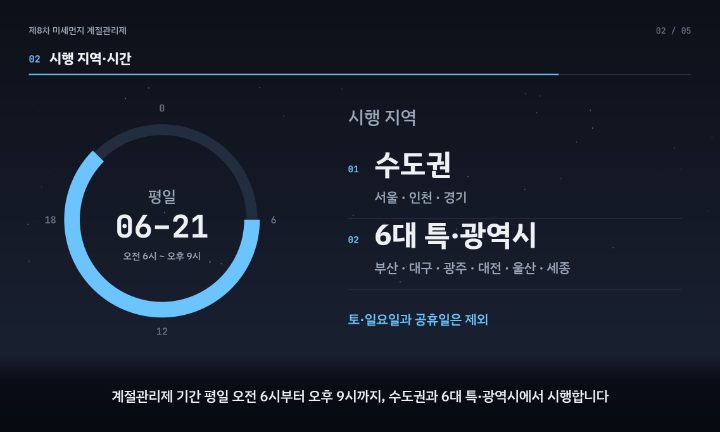 제8차 미세먼지 계절관리제
02 / 05
02 시행 지역·시간
0
6
12
18
평일
06-21
오전 6시 ~ 오후 9시
시행 지역
01 수도권
서울 · 인천 · 경기
02 6대 특·광역시
부산 · 대구 · 광주 · 대전 · 울산 · 세종
토·일요일과 공휴일은 제외
계절관리제 기간 평일 오전 6시부터 오후 9시까지, 수도권과 6대 특·광역시에서 시행합니다